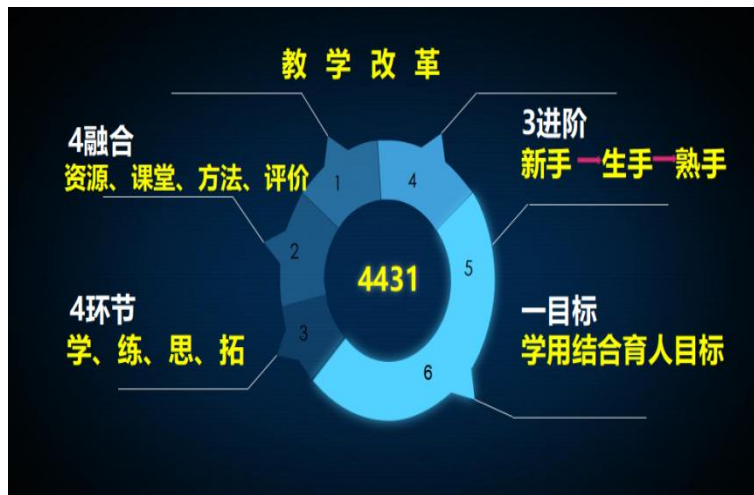 教学改革
4融合
资源、课堂、方法、评价
4环节
学、练、思、拓
3进阶
新手一生手一熟手
一目标
学用结合育人目标
4431
1
2
3
4
5
6